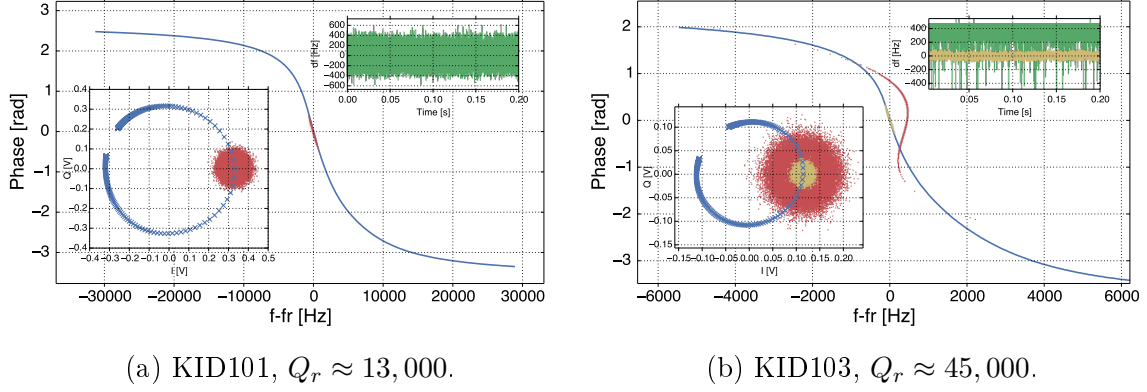 2
1
0
−1
−2
−3
Phase [rad]
600
400
200
0
−200
−400
−600
df [Hz]
0.00 0.05 0.10 0.15 0.20
Time [s]
0.4
0.3
0.2
0.1
0.0
−0.1
−0.2
−0.3
−0.4
Q [V]
−0.4 −0.3 −0.2 −0.1 0.0 0.1 0.2 0.3 0.4 0.5
I [V]
−30000 −20000 −10000 0 10000 20000 30000
f-fr [Hz]
(a) KID101, Qr ≈ 13,000.
2
1
0
−1
−2
−3
Phase [rad]
400
200
0
−200
−400
df [Hz]
0.05 0.10 0.15 0.20
Time [s]
0.10
0.05
0.00
−0.05
−0.10
−0.15
Q [V]
−0.15 −0.10 −0.05 0.00 0.05 0.10 0.15 0.20
I [V]
−6000 −4000 −2000 0 2000 4000 6000
f-fr [Hz]
(b) KID103, Qr ≈ 45,000.